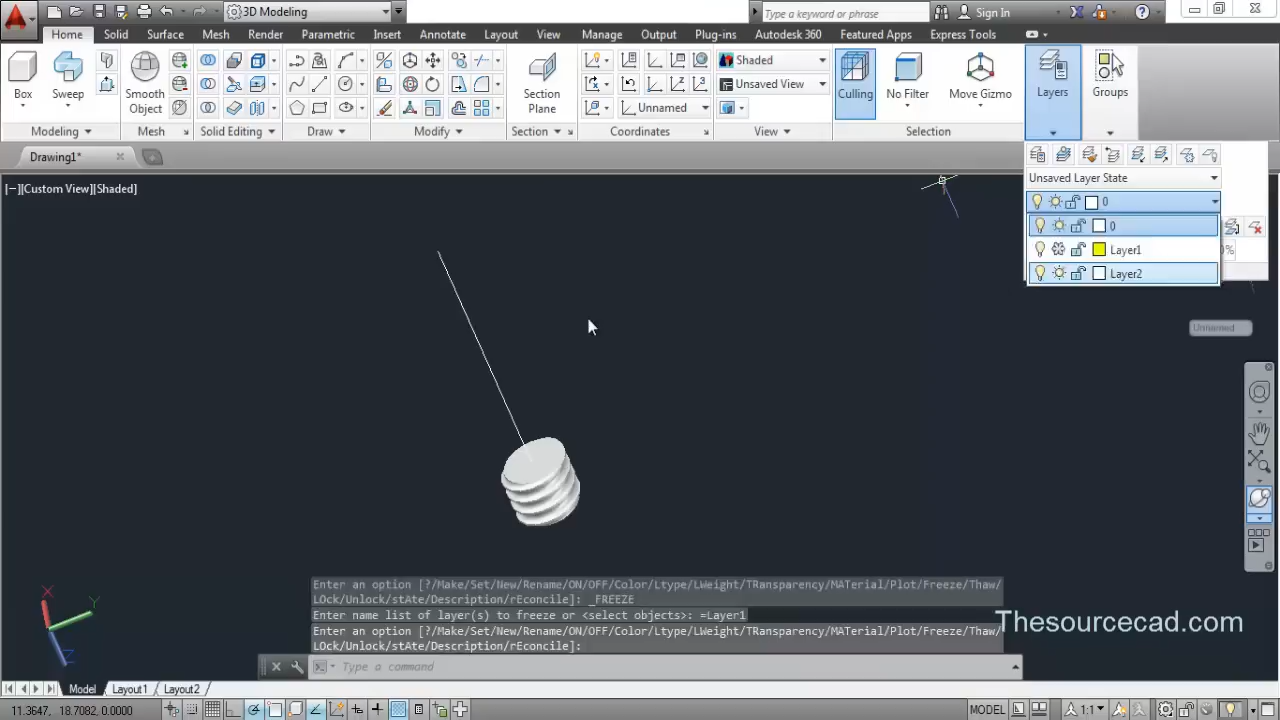 3D Modeling
Type a keyword or phrase
Sign In
Home
Solid
Surface
Mesh
Render
Parametric
Insert
Annotate
Layout
View
Manage
Output
Plug-ins
Autodesk 360
Featured Apps
Express Tools
Box
Sweep
Smooth
Object
Section
Plane
Shaded
Unsaved View
Unnamed
Culling
No Filter
Move Gizmo
Layers
Groups
Modeling
Mesh
Solid Editing
Draw
Modify
Section
Coordinates
View
Selection
Drawing1*
[−][Custom View][Shaded]
Unsaved Layer State
0
0
Layer1
Layer2
Unnamed
X
Y
Z
Enter an option [?/Make/Set/New/Rename/ON/OFF/Color/Ltype/LWeight/TRansparency/MATerial/Plot/Freeze/Thaw/
LOck/Unlock/stAte/Description/rEconcile]: _FREEZE
Enter name list of layer(s) to freeze or <select objects>: =Layer1
Enter an option [?/Make/Set/New/Rename/ON/OFF/Color/Ltype/LWeight/TRansparency/MATerial/Plot/Freeze/Thaw/
LOck/Unlock/stAte/Description/rEconcile]:
Thesourcecad.com
Type a command
Model
Layout1
Layout2
11.3647, 18.7082, 0.0000
MODEL
1:1